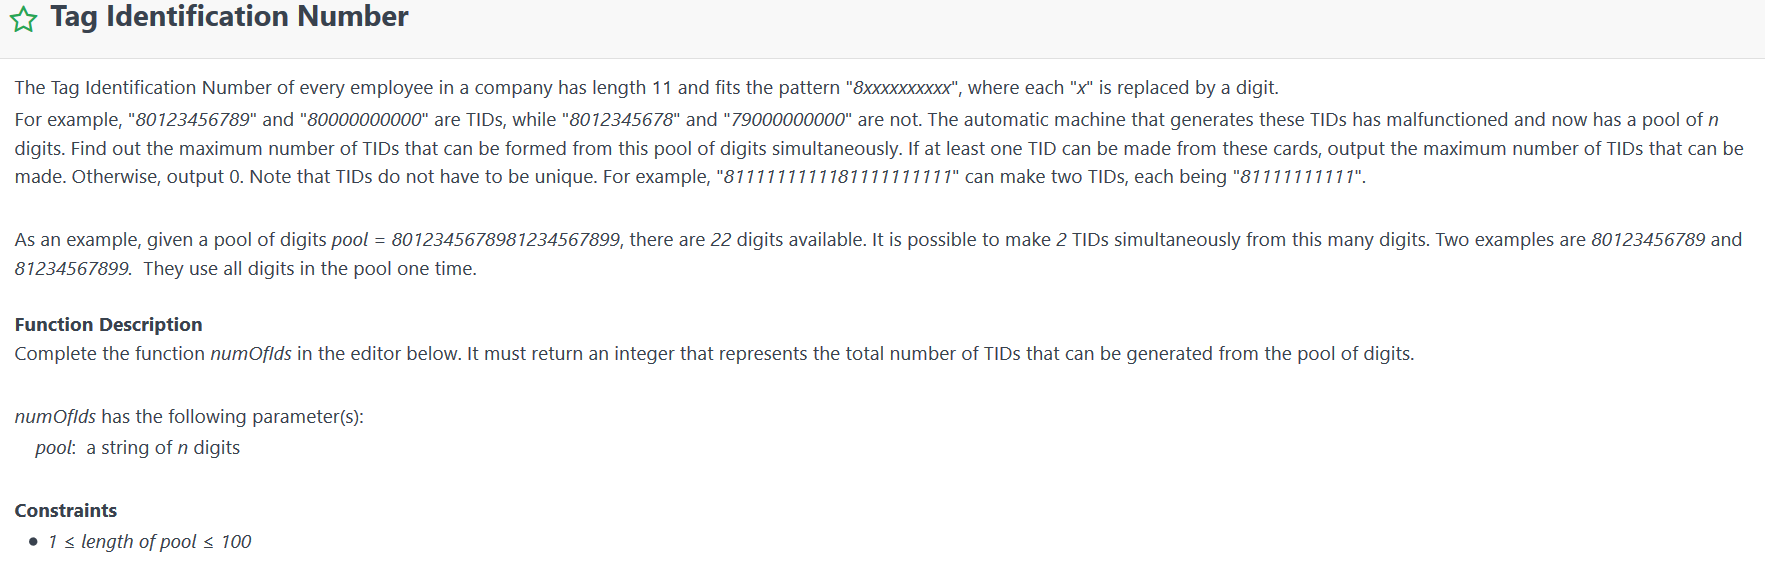 Tag Identification Number
The Tag Identification Number of every employee in a company has length 11 and fits the pattern "8xxxxxxxxxx", where each "x" is replaced by a digit.
For example, "80123456789" and "80000000000" are TIDs, while "8012345678" and "79000000000" are not. The automatic machine that generates these TIDs has malfunctioned and now has a pool of n
digits. Find out the maximum number of TIDs that can be formed from this pool of digits simultaneously. If at least one TID can be made from these cards, output the maximum number of TIDs that can be
made. Otherwise, output 0. Note that TIDs do not have to be unique. For example, "8111111111181111111111" can make two TIDs, each being "81111111111".
As an example, given a pool of digits pool = 8012345678981234567899, there are 22 digits available. It is possible to make 2 TIDs simultaneously from this many digits. Two examples are 80123456789 and
81234567899. They use all digits in the pool one time.
Function Description
Complete the function numOfIds in the editor below. It must return an integer that represents the total number of TIDs that can be generated from the pool of digits.
numOfIds has the following parameter(s):
pool: a string of n digits
Constraints
• 1 ≤ length of pool ≤ 100